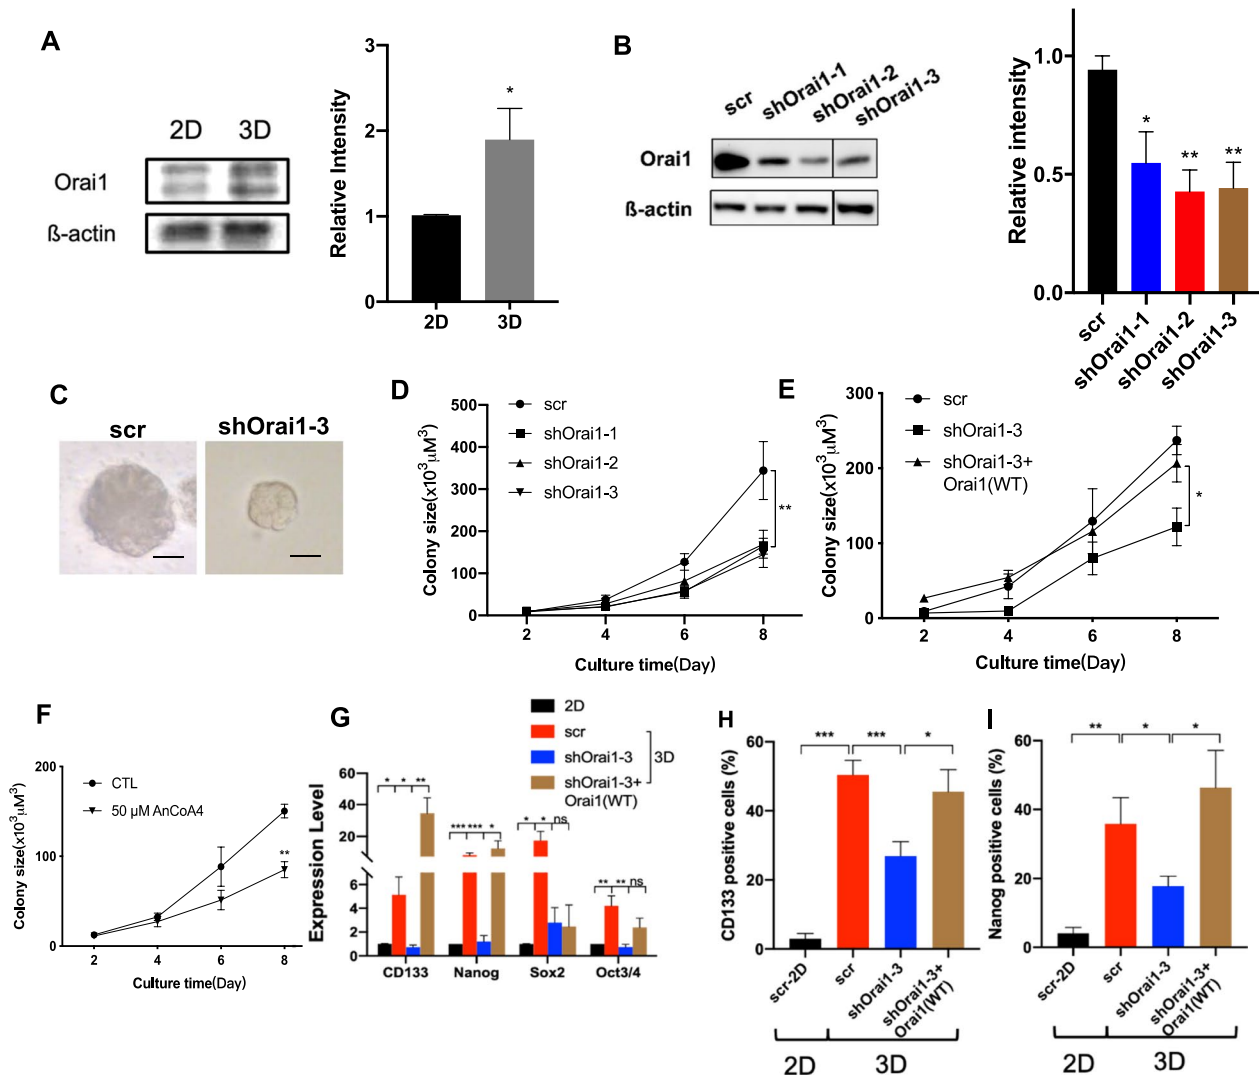 A
2D 3D
Orai1
ß-actin
Relative Intensity
3
2
1
0
*
2D 3D
B
scr shOrai1-1 shOrai1-2 shOrai1-3
Orai1
ß-actin
Relative intensity
1.0
0.5
0.0
* ** **
scr shOrai1-1 shOrai1-2 shOrai1-3
C
scr shOrai1-3
D
Colony size(x10³μM³)
500
400
300
200
100
0
scr
shOrai1-1
shOrai1-2
shOrai1-3
**
2 4 6 8
Culture time(Day)
E
Colony size(x10³μM³)
300
200
100
0
scr
shOrai1-3
shOrai1-3+
Orai1(WT)
*
2 4 6 8
Culture time(Day)
F
Colony size(x10³μM³)
200
100
0
CTL
50 μM AnCoA4
**
2 4 6 8
Culture time(Day)
G
2D
scr
shOrai1-3
shOrai1-3+
Orai1(WT)
3D
Expression Level
60
40
20
6
4
2
0
* * **
*** *** *
* * ns
** ** ns
CD133 Nanog Sox2 Oct3/4
H
CD133 positive cells (%)
60
40
20
0
*** *** *
scr-2D scr shOrai1-3 shOrai1-3+
Orai1(WT)
2D 3D
I
Nanog positive cells (%)
60
40
20
0
** * *
scr-2D scr shOrai1-3 shOrai1-3+
Orai1(WT)
2D 3D